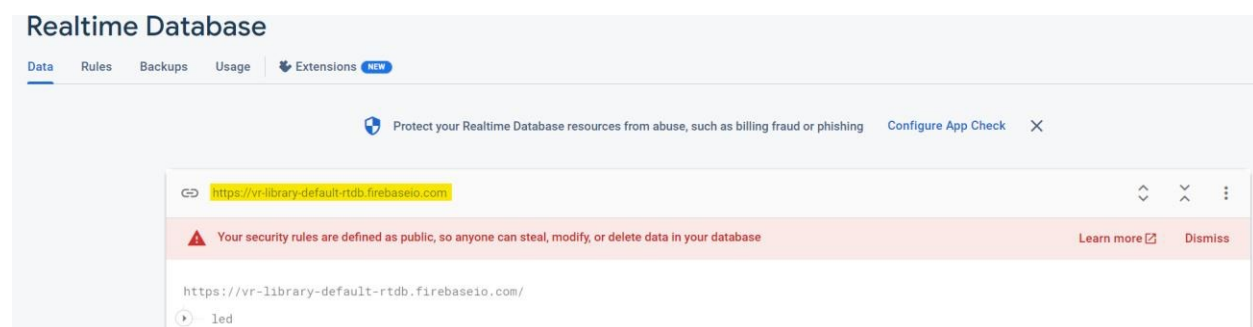 Realtime Database
Data Rules Backups Usage Extensions NEW
Protect your Realtime Database resources from abuse, such as billing fraud or phishing Configure App Check
https://vr-library-default-rtdb.firebaseio.com
Your security rules are defined as public, so anyone can steal, modify, or delete data in your database Learn more Dismiss
https://vr-library-default-rtdb.firebaseio.com/
led